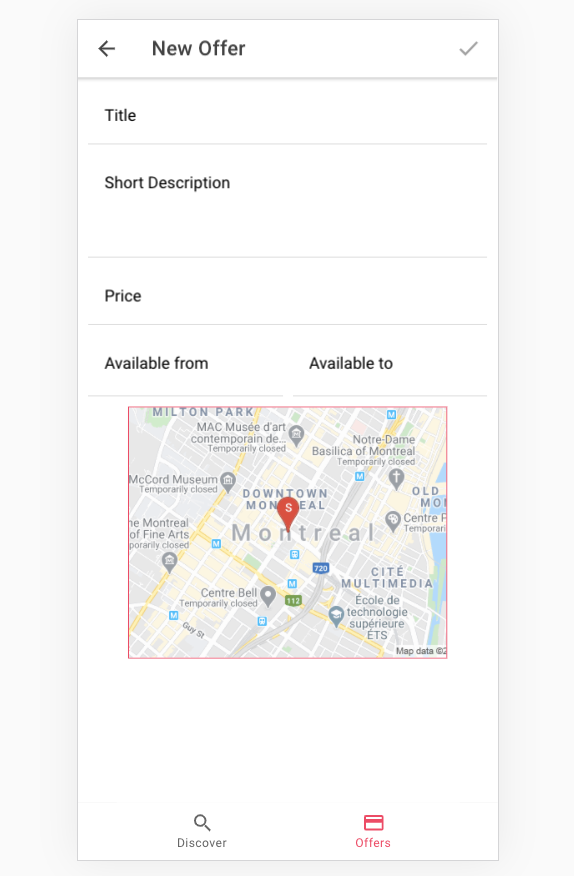 New Offer
Title
Short Description
Price
Available from
Available to
MILTON PARK
MAC Musée d'art
contemporain de...
Temporarily closed
Notre-Dame
Basilica of Montreal
Temporarily closed
McCord Museum
Temporarily closed
DOWNTOWN
MONTREAL
OLD
MO
S
Montreal
Centre P
Temporari
he Montreal
of Fine Arts
porarily closed
720
CITÉ
MULTIMEDIA
Centre Bell
Temporarily closed
112
École de
technologie
supérieure
ÉTS
Guy St
Map data ©2
Discover
Offers